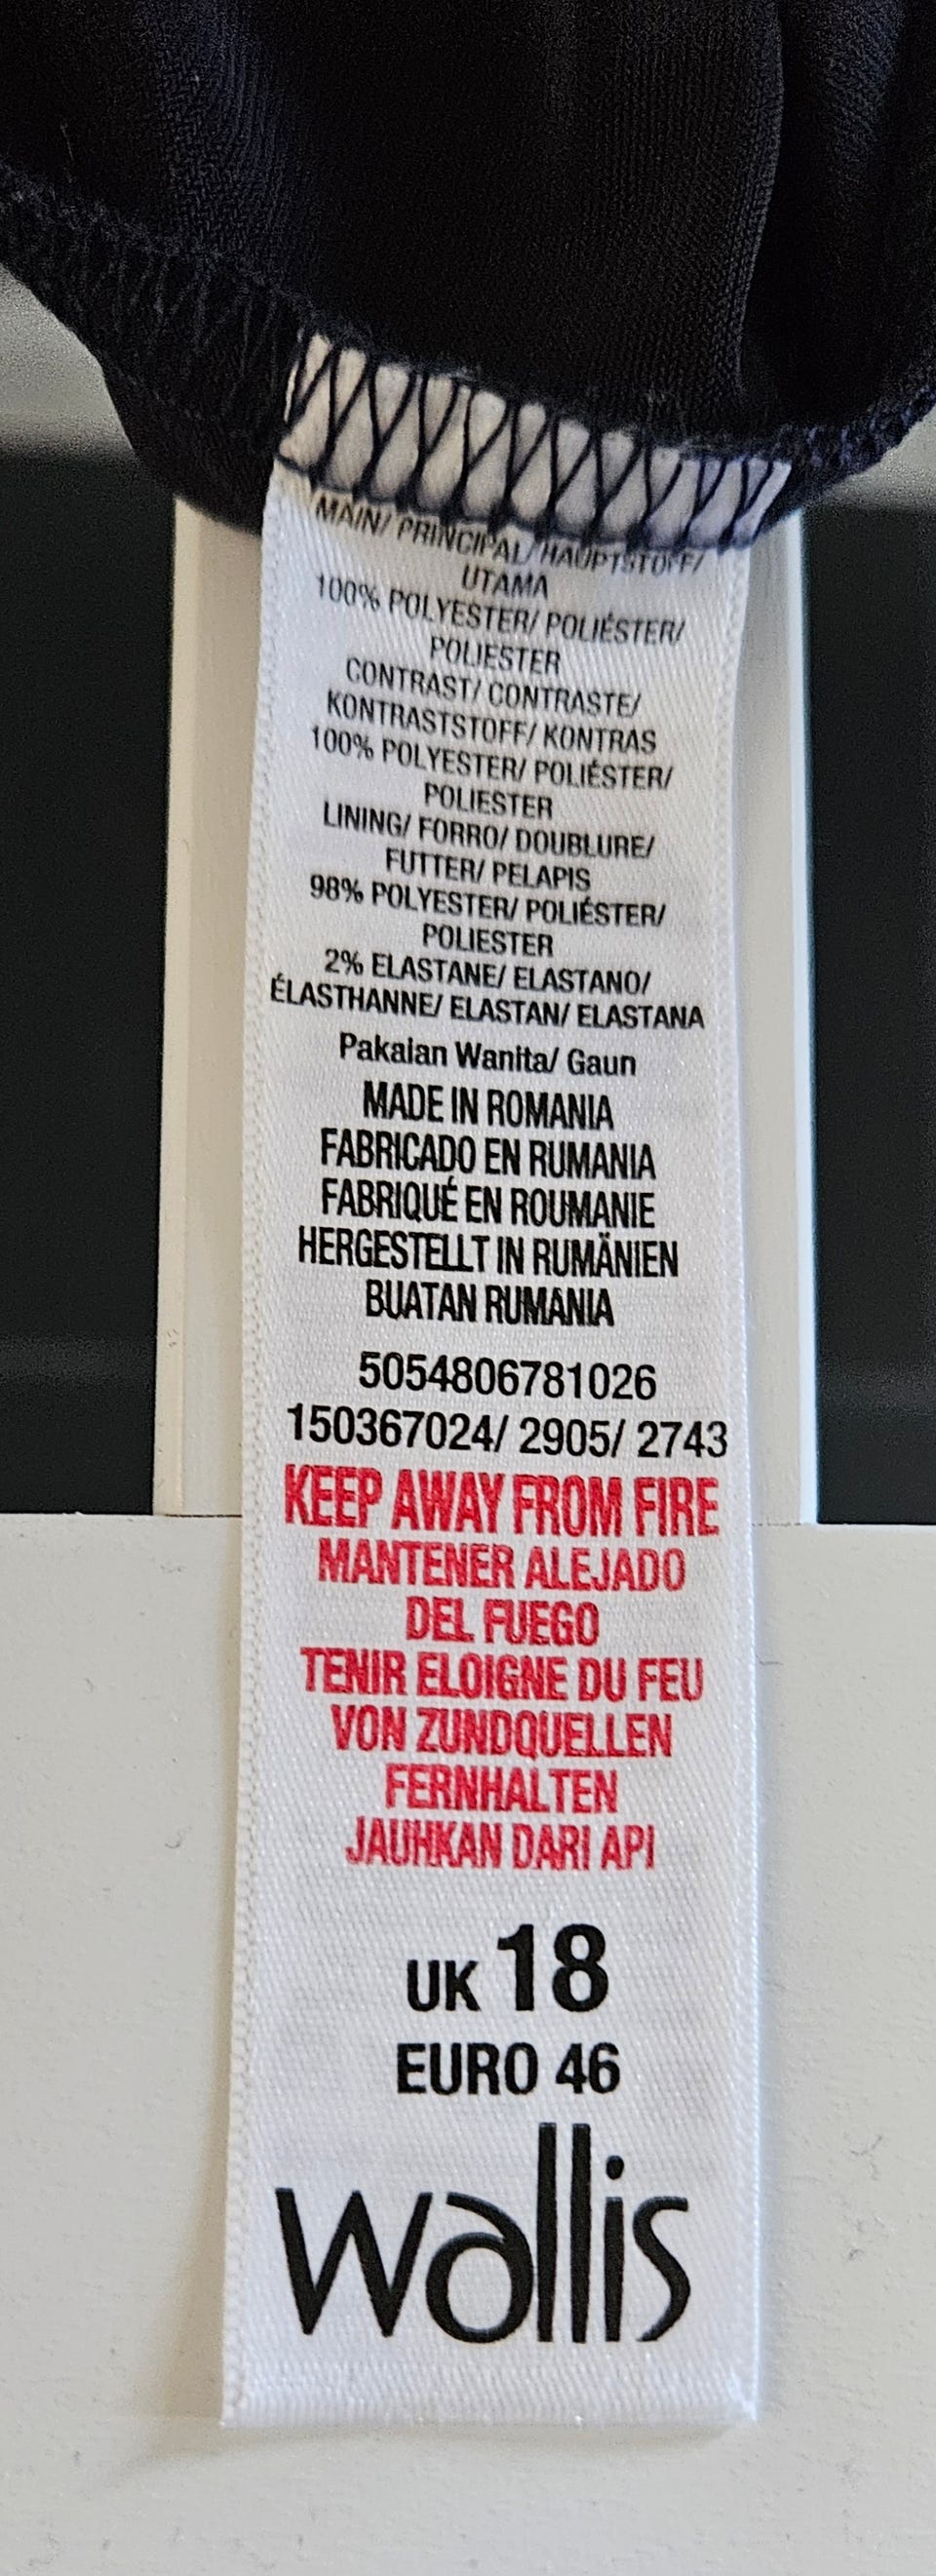 MAIN/ PRINCIPAL/ HAUPTSTOFF/
UTAMA
100% POLYESTER/ POLIÉSTER/
POLIESTER
CONTRAST/ CONTRASTE/
KONTRASTSTOFF/ KONTRAS
100% POLYESTER/ POLIÉSTER/
POLIESTER
LINING/ FORRO/ DOUBLURE/
FUTTER/ PELAPIS
98% POLYESTER/ POLIÉSTER/
POLIESTER
2% ELASTANE/ ELASTANO/
ÉLASTHANNE/ ELASTAN/ ELASTANA
Pakaian Wanita/ Gaun
MADE IN ROMANIA
FABRICADO EN RUMANIA
FABRIQUÉ EN ROUMANIE
HERGESTELLT IN RUMÄNIEN
BUATAN RUMANIA
5054806781026
150367024/ 2905/ 2743
KEEP AWAY FROM FIRE
MANTENER ALEJADO
DEL FUEGO
TENIR ELOIGNE DU FEU
VON ZUNDQUELLEN
FERNHALTEN
JAUHKAN DARI API
UK 18
EURO 46
wallis